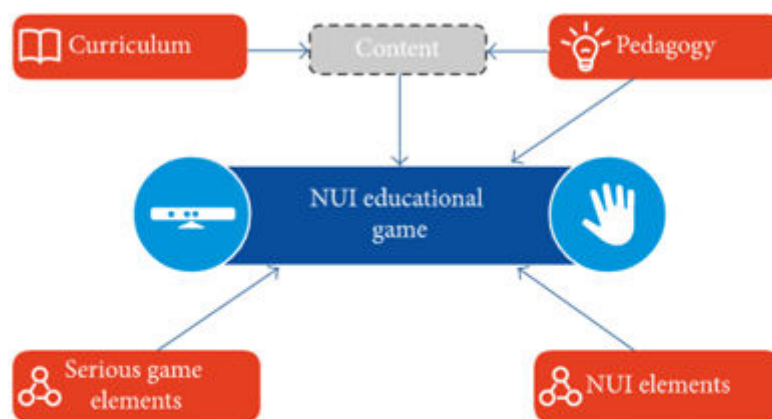 Curriculum
Content
Pedagogy
NUI educational
game
Serious game
elements
NUI elements